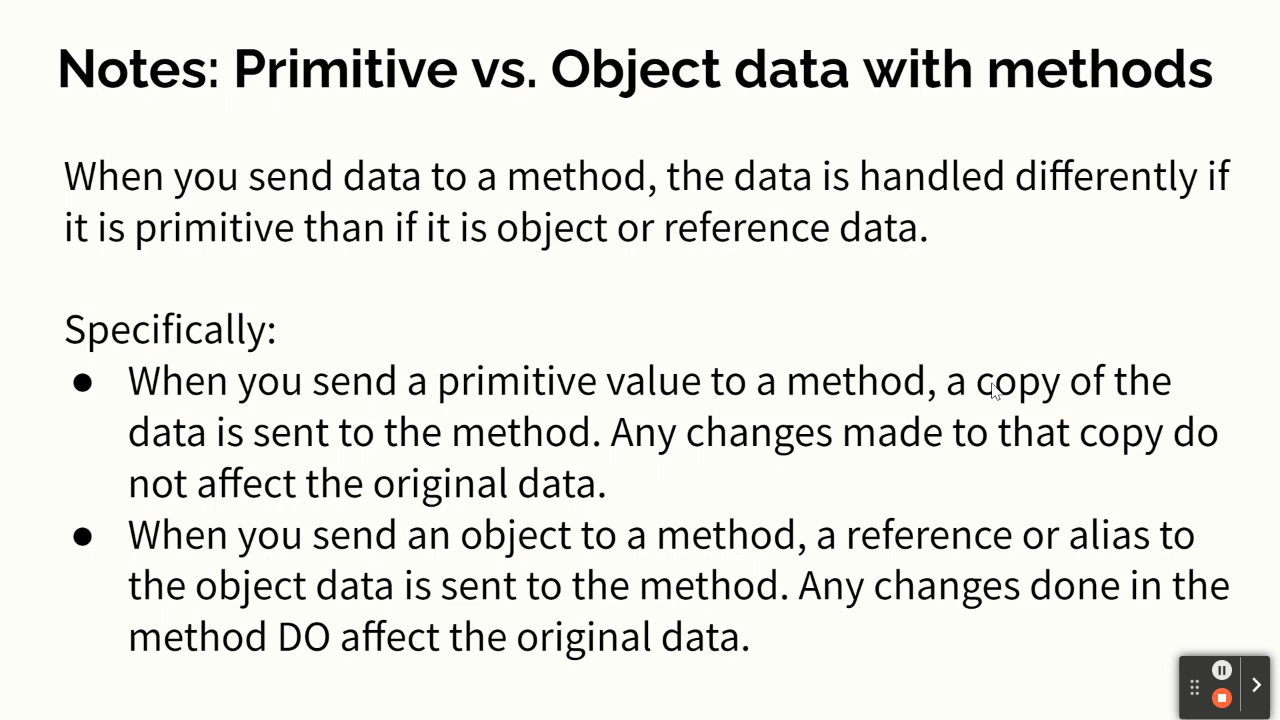 Notes: Primitive vs. Object data with methods
When you send data to a method, the data is handled differently if
it is primitive than if it is object or reference data.
Specifically:
● When you send a primitive value to a method, a copy of the
data is sent to the method. Any changes made to that copy do
not affect the original data.
● When you send an object to a method, a reference or alias to
the object data is sent to the method. Any changes done in the
method DO affect the original data.